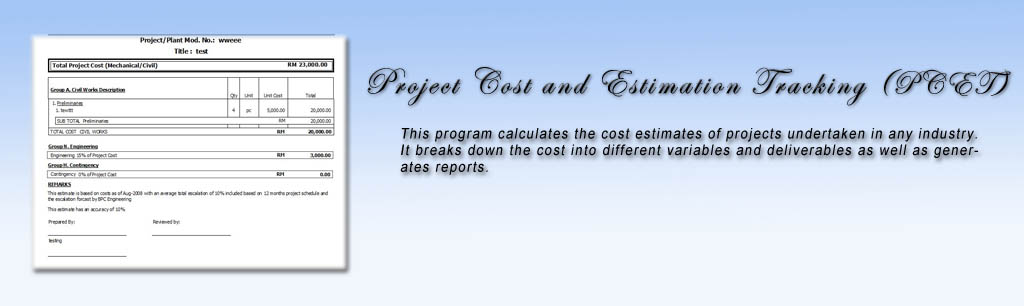 Project/Plant Mod. No.: wweee
Title : test
Total Project Cost (Mechanical/Civil) RM 23,000.00
Group A. Civil Works Description Qty Unit Unit Cost Total
1. Preliminaries
1. tewttt 4 pc 5,000.00 20,000.00
SUB TOTAL Preliminaries RM 20,000.00
TOTAL COST CIVIL WORKS RM 20,000.00
Group N. Engineering
Engineering 15% of Project Cost RM 3,000.00
Group H. Contingency
Contingency 0% of Project Cost RM 0.00
REMARKS
This estimate is based on costs as of Aug-2008 with an average total escalation of 10% included based on 12 months project schedule and
the escalation forcast by BPC Engineering
This estimate has an accuracy of 10%
Prepared By: Reviewed by:
testing
Project Cost and Estimation Tracking (PCET)
This program calculates the cost estimates of projects undertaken in any industry.
It breaks down the cost into different variables and deliverables as well as gener-
ates reports.